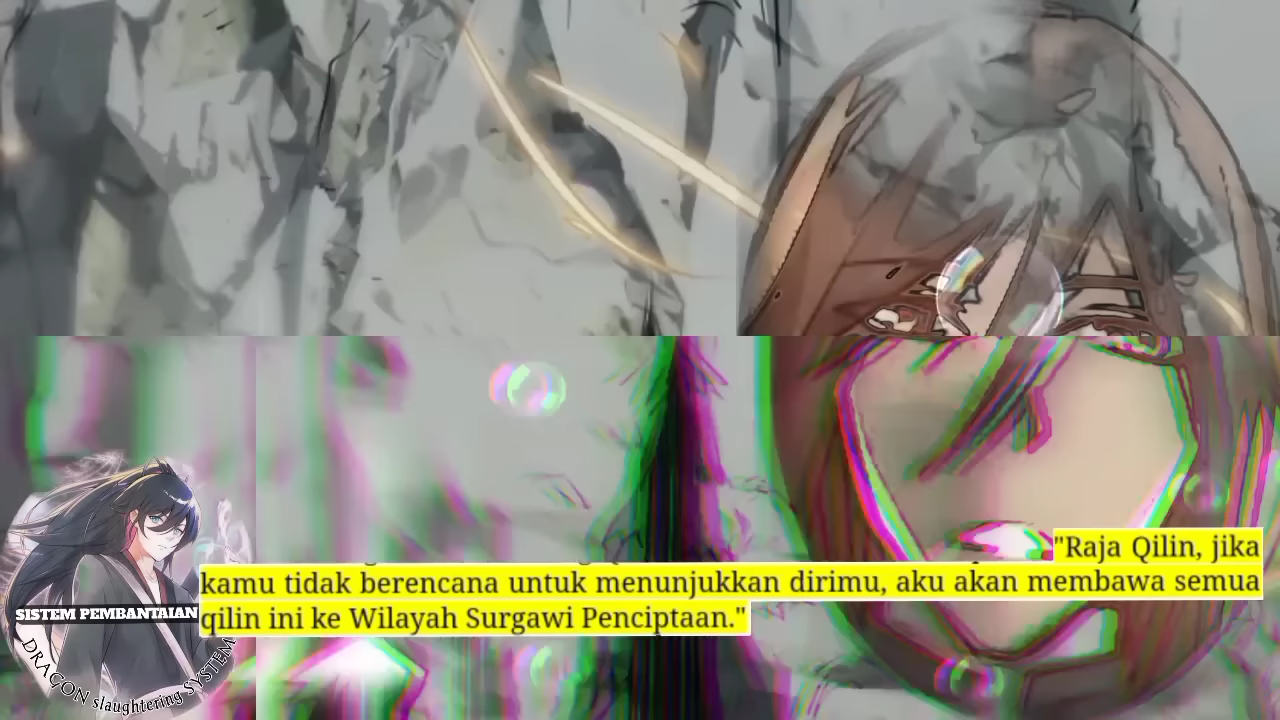 "Raja Qilin, jika
kamu tidak berencana untuk menunjukkan dirimu, aku akan membawa semua
qilin ini ke Wilayah Surgawi Penciptaan."
SISTEM PEMBANTAIAN
DRAGON slaughtering SYSTEM